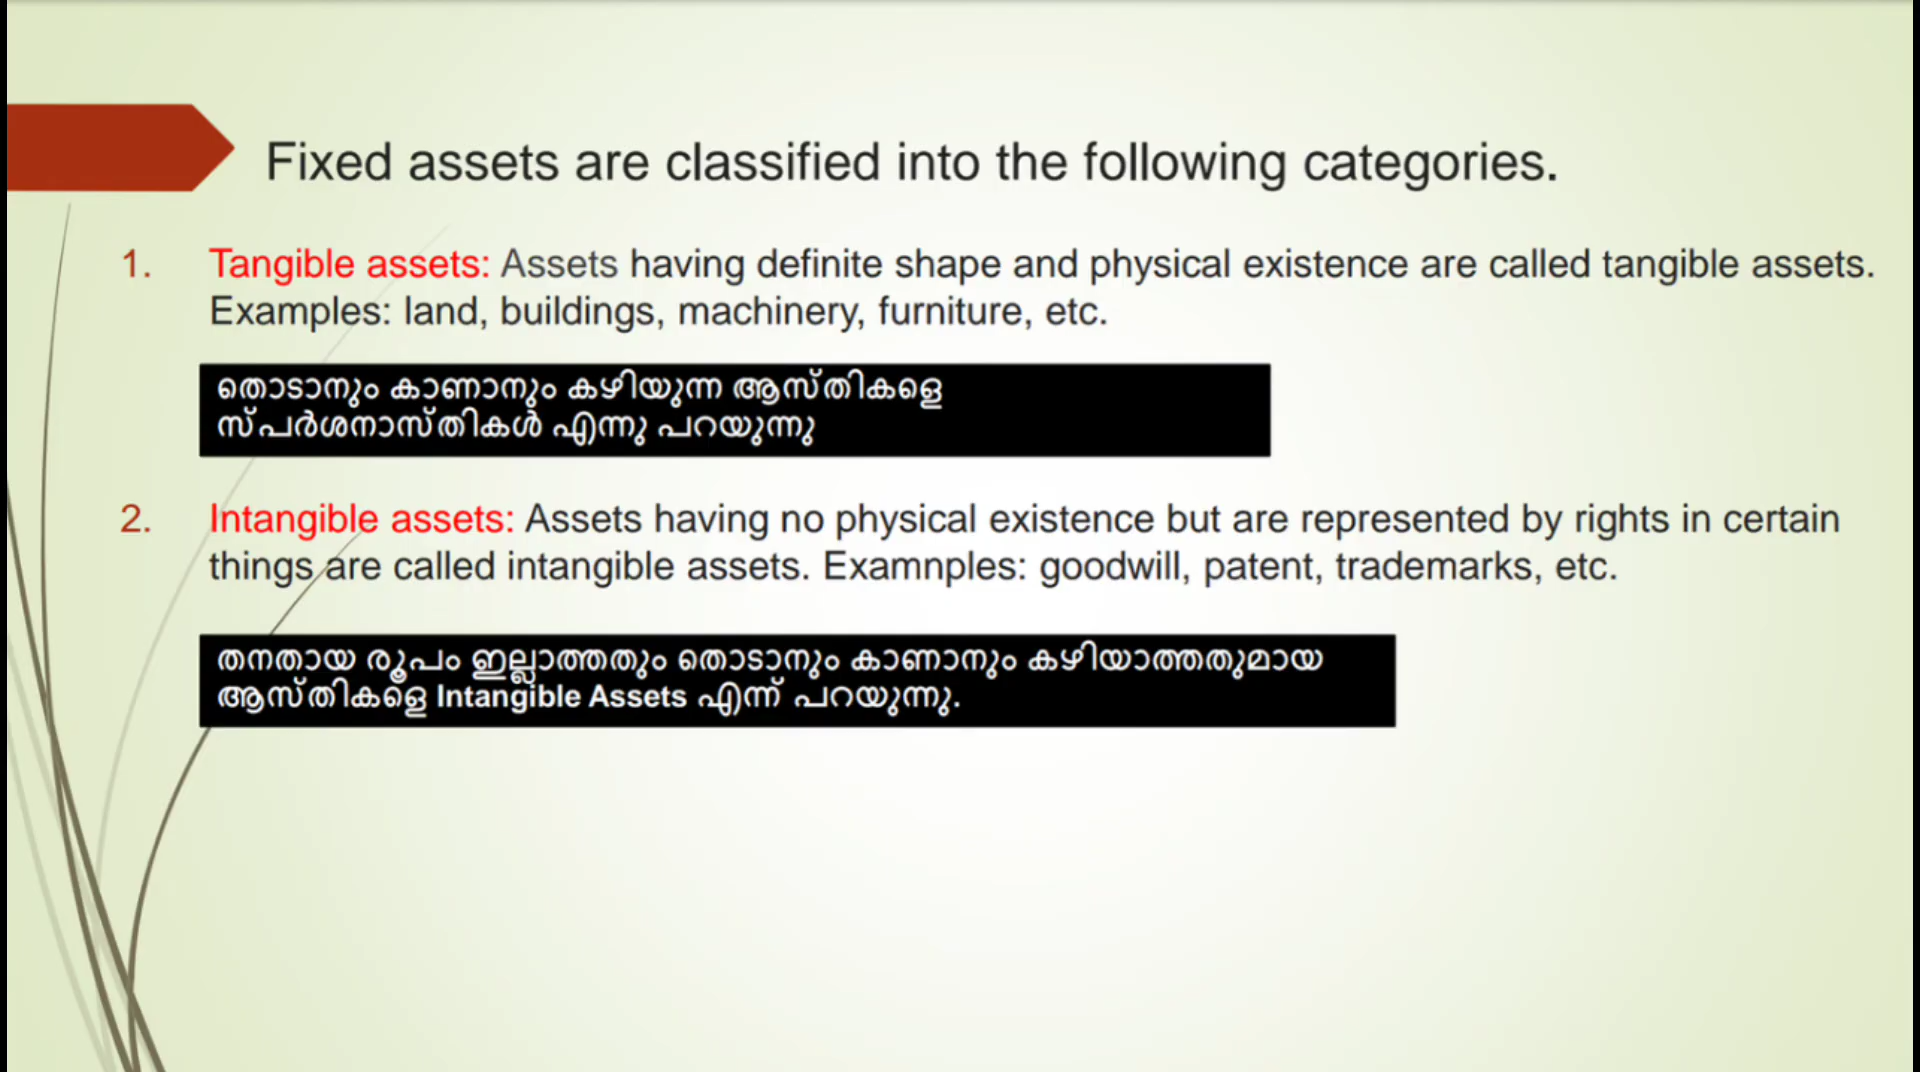 Fixed assets are classified into the following categories.
1. Tangible assets: Assets having definite shape and physical existence are called tangible assets.
Examples: land, buildings, machinery, furniture, etc.
തൊടാനും കാണാനും കഴിയുന്ന ആസ്തികളെ
സ്പർശനാസ്തികൾ എന്നു പറയുന്നു
2. Intangible assets: Assets having no physical existence but are represented by rights in certain
things are called intangible assets. Examnples: goodwill, patent, trademarks, etc.
തനതായ രൂപം ഇല്ലാത്തതും തൊടാനും കാണാനും കഴിയാത്തതുമായ
ആസ്തികളെ Intangible Assets എന്ന് പറയുന്നു.